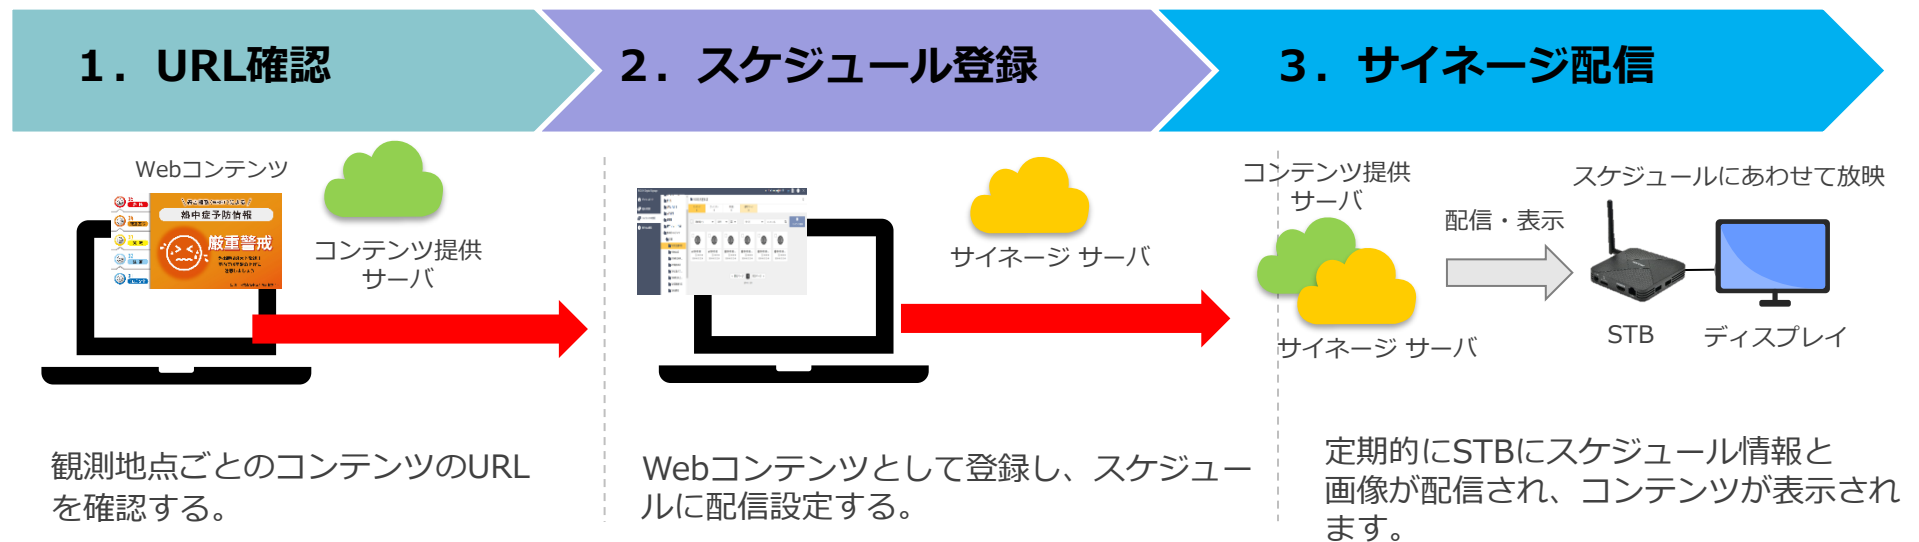 1．URL確認
2．スケジュール登録
3．サイネージ配信
Webコンテンツ
熱中症予防情報
厳重警戒
コンテンツ提供
サーバ
サイネージ サーバ
コンテンツ提供
サーバ
サイネージ サーバ
スケジュールにあわせて放映
配信・表示
STB
ディスプレイ
観測地点ごとのコンテンツのURL
を確認する。
Webコンテンツとして登録し、スケジュー
ルに配信設定する。
定期的にSTBにスケジュール情報と
画像が配信され、コンテンツが表示され
ます。